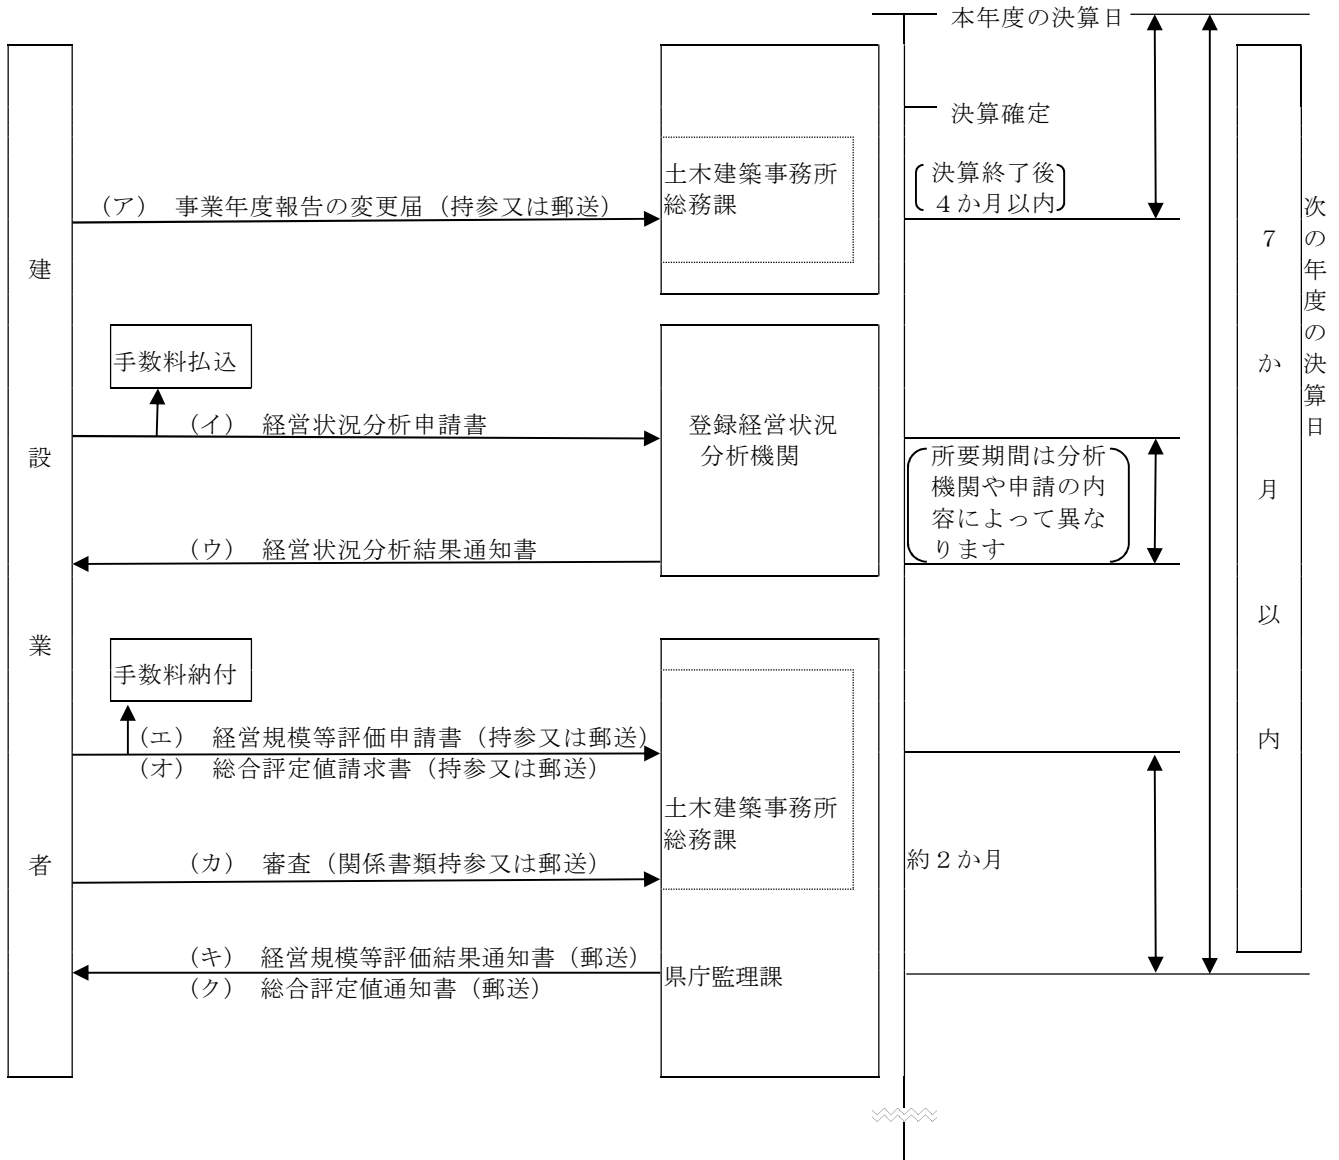 本年度の決算日
決算確定
土木建築事務所
総務課
決算終了後
４か月以内
（ア） 事業年度報告の変更届（持参又は郵送）
建設業者
手数料払込
（イ） 経営状況分析申請書
登録経営状況
分析機関
所要期間は分析
機関や申請の内
容によって異な
ります
（ウ） 経営状況分析結果通知書
手数料納付
（エ） 経営規模等評価申請書（持参又は郵送）
（オ） 総合評定値請求書（持参又は郵送）
土木建築事務所
総務課
（カ） 審査（関係書類持参又は郵送）
約２か月
（キ） 経営規模等評価結果通知書（郵送）
（ク） 総合評定値通知書（郵送）
県庁監理課
７か月以内
次の年度の決算日